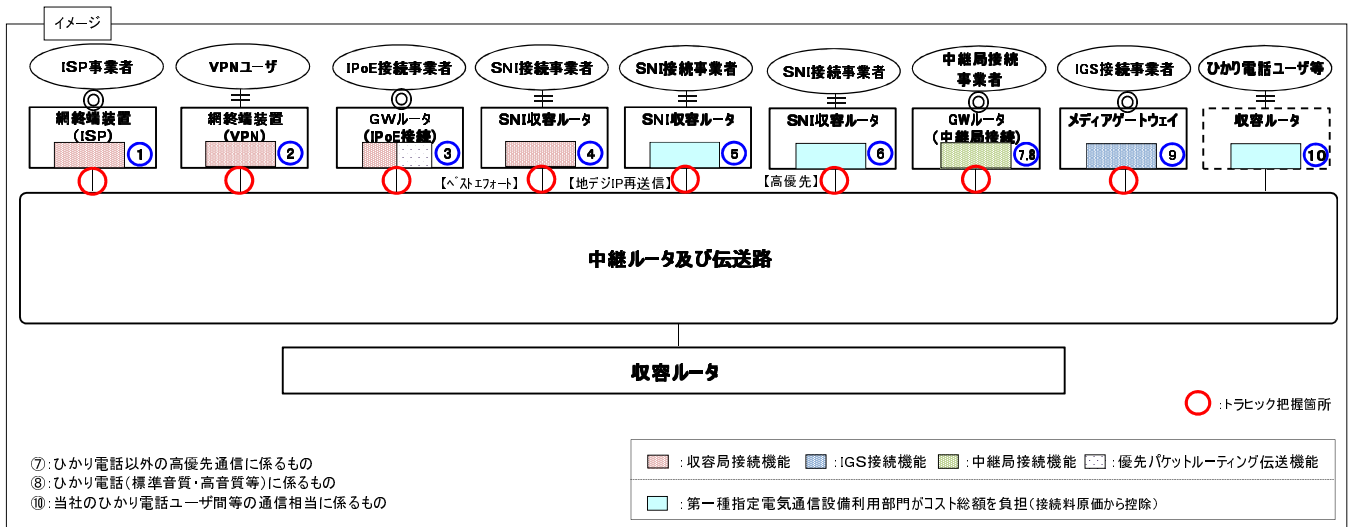 イメージ
ISP事業者
VPNユーザ
IPoE接続事業者
SNI接続事業者
SNI接続事業者
SNI接続事業者
中継局接続
事業者
IGS接続事業者
ひかり電話ユーザ等
網終端装置
(ISP)
①
網終端装置
(VPN)
②
GWルータ
(IPoE接続)
③
SNI収容ルータ
④
SNI収容ルータ
⑤
SNI収容ルータ
⑥
GWルータ
(中継局接続)
7.8
メディアゲートウェイ
⑨
収容ルータ
⑩
【ベストエフォート】
【地デジIP再送信】
【高優先】
中継ルータ及び伝送路
収容ルータ
:トラヒック把握箇所
⑦:ひかり電話以外の高優先通信に係るもの
⑧:ひかり電話(標準音質・高音質等)に係るもの
⑩:当社のひかり電話ユーザ間等の通信相当に係るもの
:収容局接続機能 :IGS接続機能 :中継局接続機能 :優先パケットルーティング伝送機能
:第一種指定電気通信設備利用部門がコスト総額を負担(接続料原価から控除)